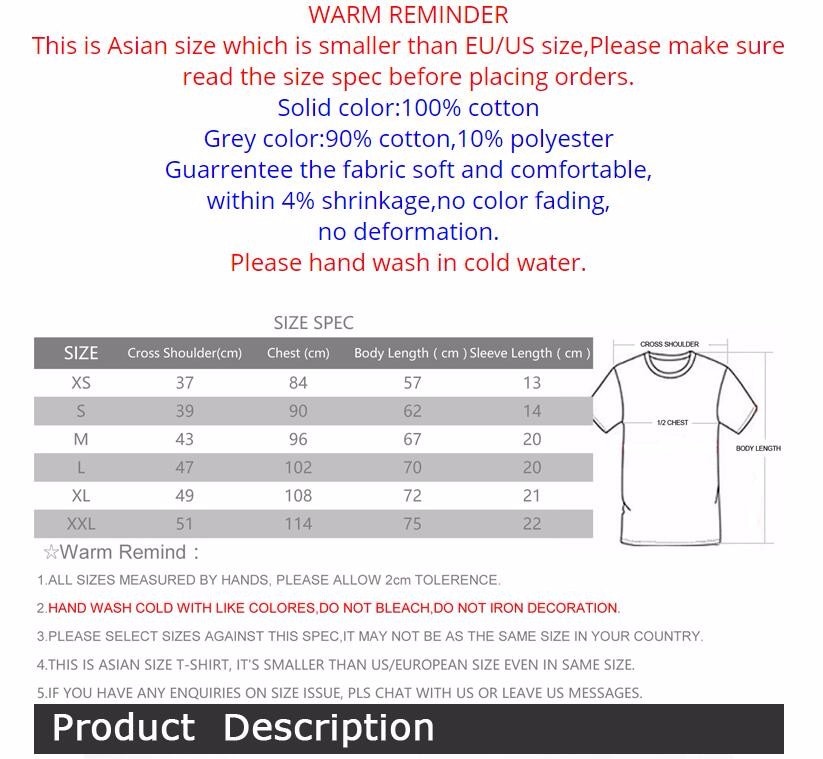 WARM REMINDER
This is Asian size which is smaller than EU/US size,Please make sure
read the size spec before placing orders.
Solid color:100% cotton
Grey color:90% cotton,10% polyester
Guarrentee the fabric soft and comfortable,
within 4% shrinkage,no color fading,
no deformation.
Please hand wash in cold water.
SIZE SPEC
SIZE Cross Shoulder(cm) Chest (cm) Body Length ( cm ) Sleeve Length ( cm )
XS 37 84 57 13
S 39 90 62 14
M 43 96 67 20
L 47 102 70 20
XL 49 108 72 21
XXL 51 114 75 22
CROSS SHOULDER
1/2 CHEST
BODY LENGTH
☆Warm Remind :
1.ALL SIZES MEASURED BY HANDS, PLEASE ALLOW 2cm TOLERENCE.
2.HAND WASH COLD WITH LIKE COLORES,DO NOT BLEACH,DO NOT IRON DECORATION.
3.PLEASE SELECT SIZES AGAINST THIS SPEC,IT MAY NOT BE AS THE SAME SIZE IN YOUR COUNTRY.
4.THIS IS ASIAN SIZE T-SHIRT, IT'S SMALLER THAN US/EUROPEAN SIZE EVEN IN SAME SIZE.
5.IF YOU HAVE ANY ENQUIRIES ON SIZE ISSUE, PLS CHAT WITH US OR LEAVE US MESSAGES.
Product Description